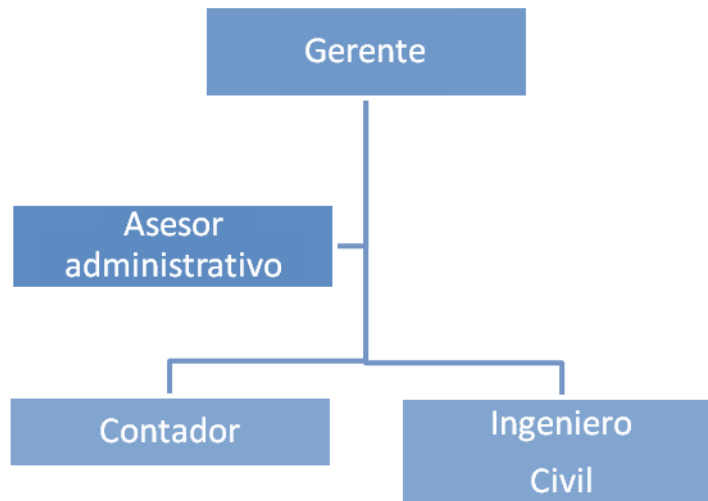 Gerente
Asesor
administrativo
Contador
Ingeniero
Civil